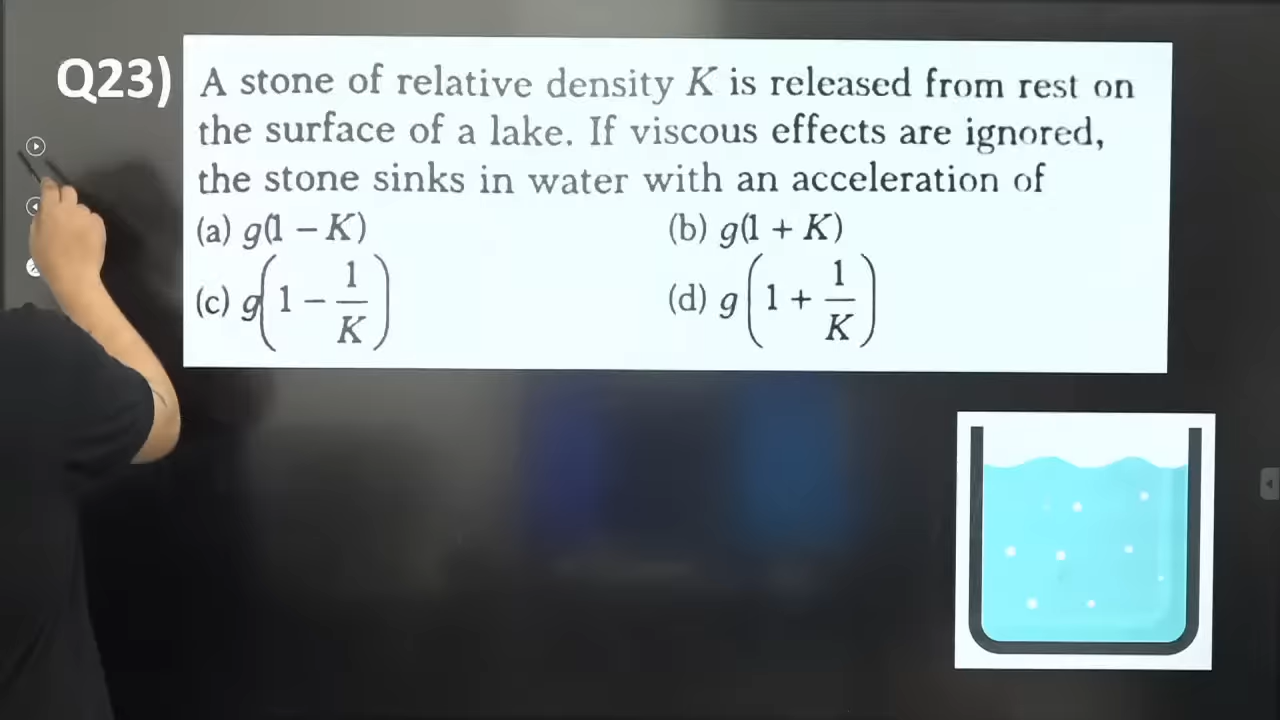 Q23)
A stone of relative density K is released from rest on
the surface of a lake. If viscous effects are ignored,
the stone sinks in water with an acceleration of
(a) g(1 − K)
(b) g(1 + K)
(c) g(1 − 1/K)
(d) g(1 + 1/K)